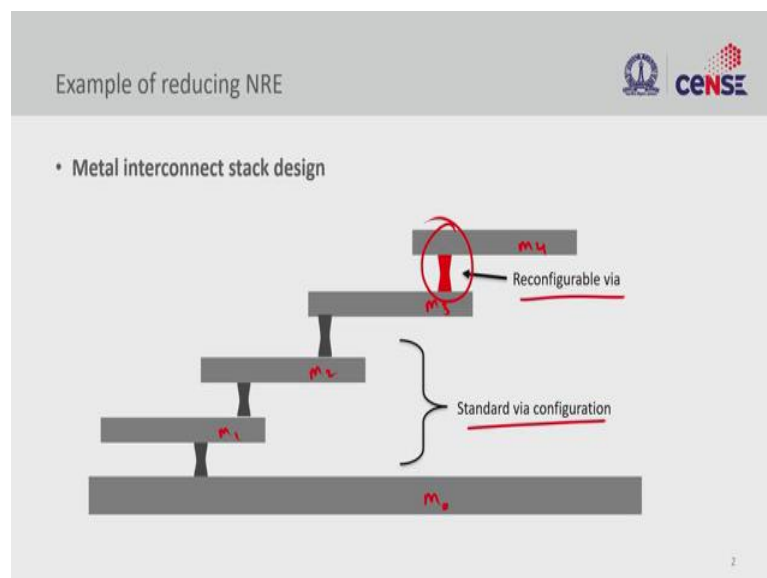 Example of reducing NRE
CeNSE
• Metal interconnect stack design
m4
Reconfigurable via
m3
m2
Standard via configuration
m1
m0
2